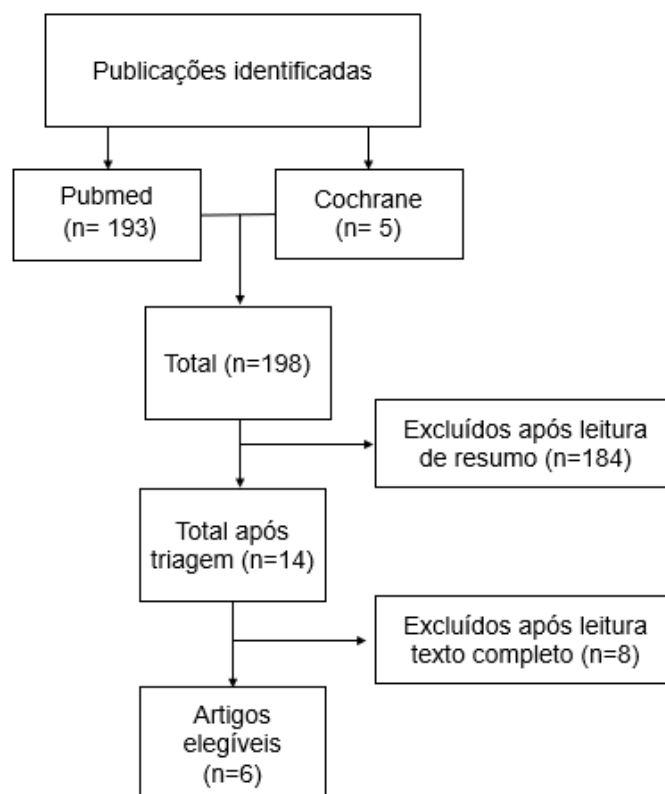 Publicações identificadas
Pubmed
(n= 193)
Cochrane
(n= 5)
Total (n=198)
Excluídos após leitura
de resumo (n=184)
Total após
triagem (n=14)
Excluídos após leitura
texto completo (n=8)
Artigos
elegíveis
(n=6)